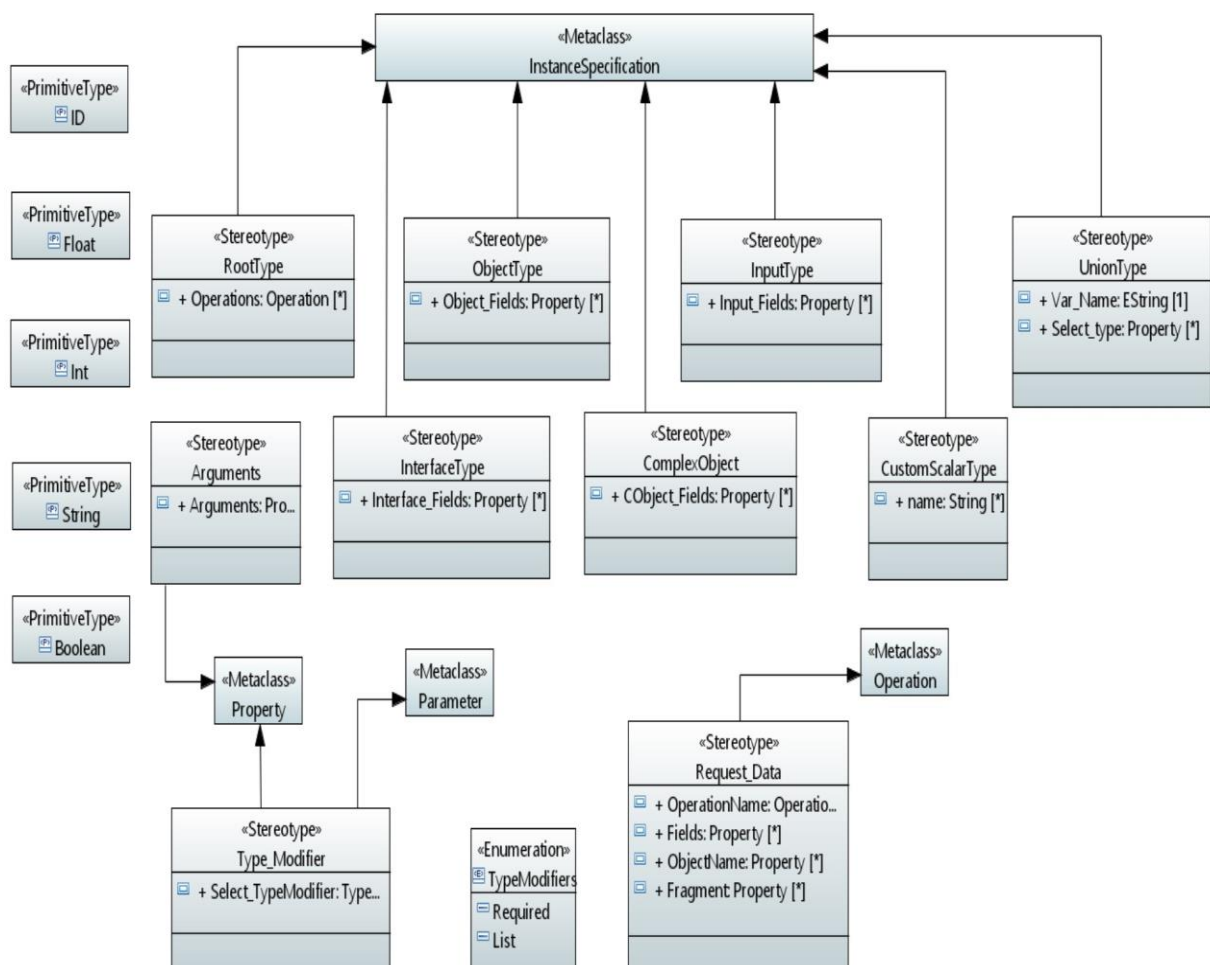 «Metaclass»
InstanceSpecification
«PrimitiveType»
ID
«PrimitiveType»
Float
«Stereotype»
RootType
+ Operations: Operation [*]
«Stereotype»
ObjectType
+ Object_Fields: Property [*]
«Stereotype»
InputType
+ Input_Fields: Property [*]
«Stereotype»
UnionType
+ Var_Name: EString [1]
+ Select_type: Property [*]
«PrimitiveType»
Int
«Stereotype»
Arguments
+ Arguments: Pro...
«Stereotype»
InterfaceType
+ Interface_Fields: Property [*]
«Stereotype»
ComplexObject
+ CObject_Fields: Property [*]
«Stereotype»
CustomScalarType
+ name: String [*]
«PrimitiveType»
String
«PrimitiveType»
Boolean
«Metaclass»
Property
«Metaclass»
Parameter
«Metaclass»
Operation
«Stereotype»
Request_Data
+ OperationName: Operatio...
+ Fields: Property [*]
+ ObjectName: Property [*]
+ Fragment: Property [*]
«Stereotype»
Type_Modifier
+ Select_TypeModifier: Type...
«Enumeration»
TypeModifiers
Required
List